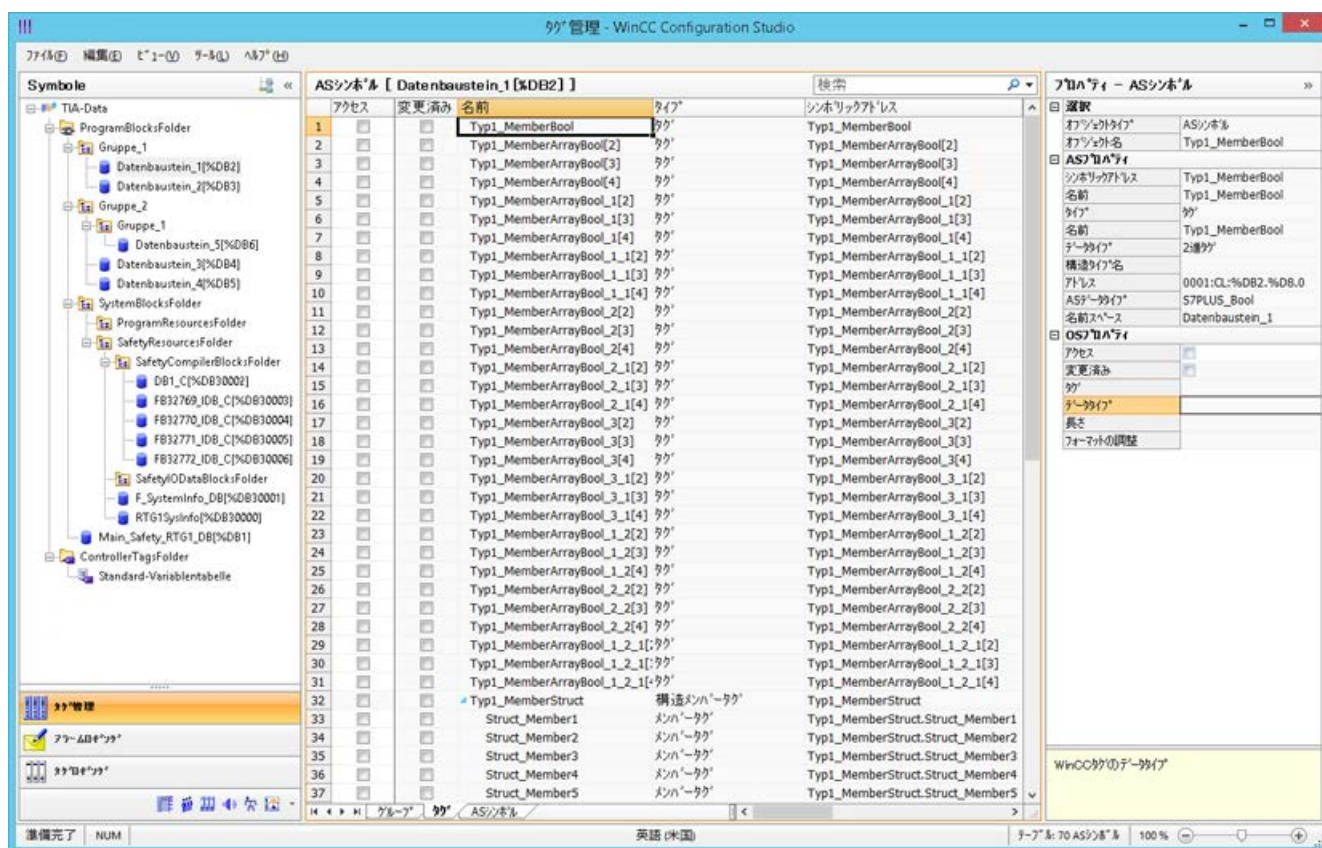 ﾀｸﾞ管理 - WinCC Configuration Studio
ﾌｧｲﾙ(F) 編集(E) ﾋﾞｭｰ(V) ﾂｰﾙ(L) ﾍﾙﾌﾟ(H)
Symbole
TIA-Data
ProgramBlocksFolder
Gruppe_1
Datenbaustein_1[%DB2]
Datenbaustein_2[%DB3]
Gruppe_2
Gruppe_1
Datenbaustein_5[%DB6]
Datenbaustein_3[%DB4]
Datenbaustein_4[%DB5]
SystemBlocksFolder
ProgramResourcesFolder
SafetyResourcesFolder
SafetyCompilerBlocksFolder
DB1_C[%DB30002]
FB32769_IDB_C[%DB30003]
FB32770_IDB_C[%DB30004]
FB32771_IDB_C[%DB30005]
FB32772_IDB_C[%DB30006]
SafetyIODataBlocksFolder
F_SystemInfo_DB[%DB30001]
RTG1SysInfo[%DB30000]
Main_Safety_RTG1_DB[%DB1]
ControllerTagsFolder
Standard-Variablentabelle
ﾀｸﾞ管理
ｱﾗｰﾑﾛｷﾞﾝｸﾞ
ﾀｸﾞﾛｷﾞﾝｸﾞ
ASｼﾝﾎﾞﾙ [ Datenbaustein_1[%DB2] ] 検索
ｱｸｾｽ 変更済み 名前 ﾀｲﾌﾟ ｼﾝﾎﾞﾘｯｸｱﾄﾞﾚｽ
1 Typ1_MemberBool ﾀｸﾞ Typ1_MemberBool
2 Typ1_MemberArrayBool[2] ﾀｸﾞ Typ1_MemberArrayBool[2]
3 Typ1_MemberArrayBool[3] ﾀｸﾞ Typ1_MemberArrayBool[3]
4 Typ1_MemberArrayBool[4] ﾀｸﾞ Typ1_MemberArrayBool[4]
5 Typ1_MemberArrayBool_1[2] ﾀｸﾞ Typ1_MemberArrayBool_1[2]
6 Typ1_MemberArrayBool_1[3] ﾀｸﾞ Typ1_MemberArrayBool_1[3]
7 Typ1_MemberArrayBool_1[4] ﾀｸﾞ Typ1_MemberArrayBool_1[4]
8 Typ1_MemberArrayBool_1_1[2] ﾀｸﾞ Typ1_MemberArrayBool_1_1[2]
9 Typ1_MemberArrayBool_1_1[3] ﾀｸﾞ Typ1_MemberArrayBool_1_1[3]
10 Typ1_MemberArrayBool_1_1[4] ﾀｸﾞ Typ1_MemberArrayBool_1_1[4]
11 Typ1_MemberArrayBool_2[2] ﾀｸﾞ Typ1_MemberArrayBool_2[2]
12 Typ1_MemberArrayBool_2[3] ﾀｸﾞ Typ1_MemberArrayBool_2[3]
13 Typ1_MemberArrayBool_2[4] ﾀｸﾞ Typ1_MemberArrayBool_2[4]
14 Typ1_MemberArrayBool_2_1[2] ﾀｸﾞ Typ1_MemberArrayBool_2_1[2]
15 Typ1_MemberArrayBool_2_1[3] ﾀｸﾞ Typ1_MemberArrayBool_2_1[3]
16 Typ1_MemberArrayBool_2_1[4] ﾀｸﾞ Typ1_MemberArrayBool_2_1[4]
17 Typ1_MemberArrayBool_3[2] ﾀｸﾞ Typ1_MemberArrayBool_3[2]
18 Typ1_MemberArrayBool_3[3] ﾀｸﾞ Typ1_MemberArrayBool_3[3]
19 Typ1_MemberArrayBool_3[4] ﾀｸﾞ Typ1_MemberArrayBool_3[4]
20 Typ1_MemberArrayBool_3_1[2] ﾀｸﾞ Typ1_MemberArrayBool_3_1[2]
21 Typ1_MemberArrayBool_3_1[3] ﾀｸﾞ Typ1_MemberArrayBool_3_1[3]
22 Typ1_MemberArrayBool_3_1[4] ﾀｸﾞ Typ1_MemberArrayBool_3_1[4]
23 Typ1_MemberArrayBool_1_2[2] ﾀｸﾞ Typ1_MemberArrayBool_1_2[2]
24 Typ1_MemberArrayBool_1_2[3] ﾀｸﾞ Typ1_MemberArrayBool_1_2[3]
25 Typ1_MemberArrayBool_1_2[4] ﾀｸﾞ Typ1_MemberArrayBool_1_2[4]
26 Typ1_MemberArrayBool_2_2[2] ﾀｸﾞ Typ1_MemberArrayBool_2_2[2]
27 Typ1_MemberArrayBool_2_2[3] ﾀｸﾞ Typ1_MemberArrayBool_2_2[3]
28 Typ1_MemberArrayBool_2_2[4] ﾀｸﾞ Typ1_MemberArrayBool_2_2[4]
29 Typ1_MemberArrayBool_1_2_1[ ﾀｸﾞ Typ1_MemberArrayBool_1_2_1[2]
30 Typ1_MemberArrayBool_1_2_1[ ﾀｸﾞ Typ1_MemberArrayBool_1_2_1[3]
31 Typ1_MemberArrayBool_1_2_1[ ﾀｸﾞ Typ1_MemberArrayBool_1_2_1[4]
32 Typ1_MemberStruct 構造ﾒﾝﾊﾞｰﾀｸﾞ Typ1_MemberStruct
33 Struct_Member1 ﾒﾝﾊﾞｰﾀｸﾞ Typ1_MemberStruct.Struct_Member1
34 Struct_Member2 ﾒﾝﾊﾞｰﾀｸﾞ Typ1_MemberStruct.Struct_Member2
35 Struct_Member3 ﾒﾝﾊﾞｰﾀｸﾞ Typ1_MemberStruct.Struct_Member3
36 Struct_Member4 ﾒﾝﾊﾞｰﾀｸﾞ Typ1_MemberStruct.Struct_Member4
37 Struct_Member5 ﾒﾝﾊﾞｰﾀｸﾞ Typ1_MemberStruct.Struct_Member5
ｸﾞﾙｰﾌﾟ ﾀｸﾞ ASｼﾝﾎﾞﾙ
ﾌﾟﾛﾊﾟﾃｨ - ASｼﾝﾎﾞﾙ
選択
ｵﾌﾞｼﾞｪｸﾄﾀｲﾌﾟ ASｼﾝﾎﾞﾙ
ｵﾌﾞｼﾞｪｸﾄ名 Typ1_MemberBool
ASﾌﾟﾛﾊﾟﾃｨ
ｼﾝﾎﾞﾘｯｸｱﾄﾞﾚｽ Typ1_MemberBool
名前 Typ1_MemberBool
ﾀｲﾌﾟ ﾀｸﾞ
名前 Typ1_MemberBool
ﾃﾞｰﾀﾀｲﾌﾟ 2進ﾀｸﾞ
構造ﾀｲﾌﾟ名
ｱﾄﾞﾚｽ 0001:CL:%DB2.%DB.0
ASﾃﾞｰﾀﾀｲﾌﾟ S7PLUS_Bool
名前ｽﾍﾟｰｽ Datenbaustein_1
OSﾌﾟﾛﾊﾟﾃｨ
ｱｸｾｽ
変更済み
ﾀｸﾞ
ﾃﾞｰﾀﾀｲﾌﾟ
長さ
ﾌｫｰﾏｯﾄの調整
WinCCﾀｸﾞのﾃﾞｰﾀﾀｲﾌﾟ
準備完了 NUM 英語 (米国) ﾃｰﾌﾞﾙ: 70 ASｼﾝﾎﾞﾙ 100 %